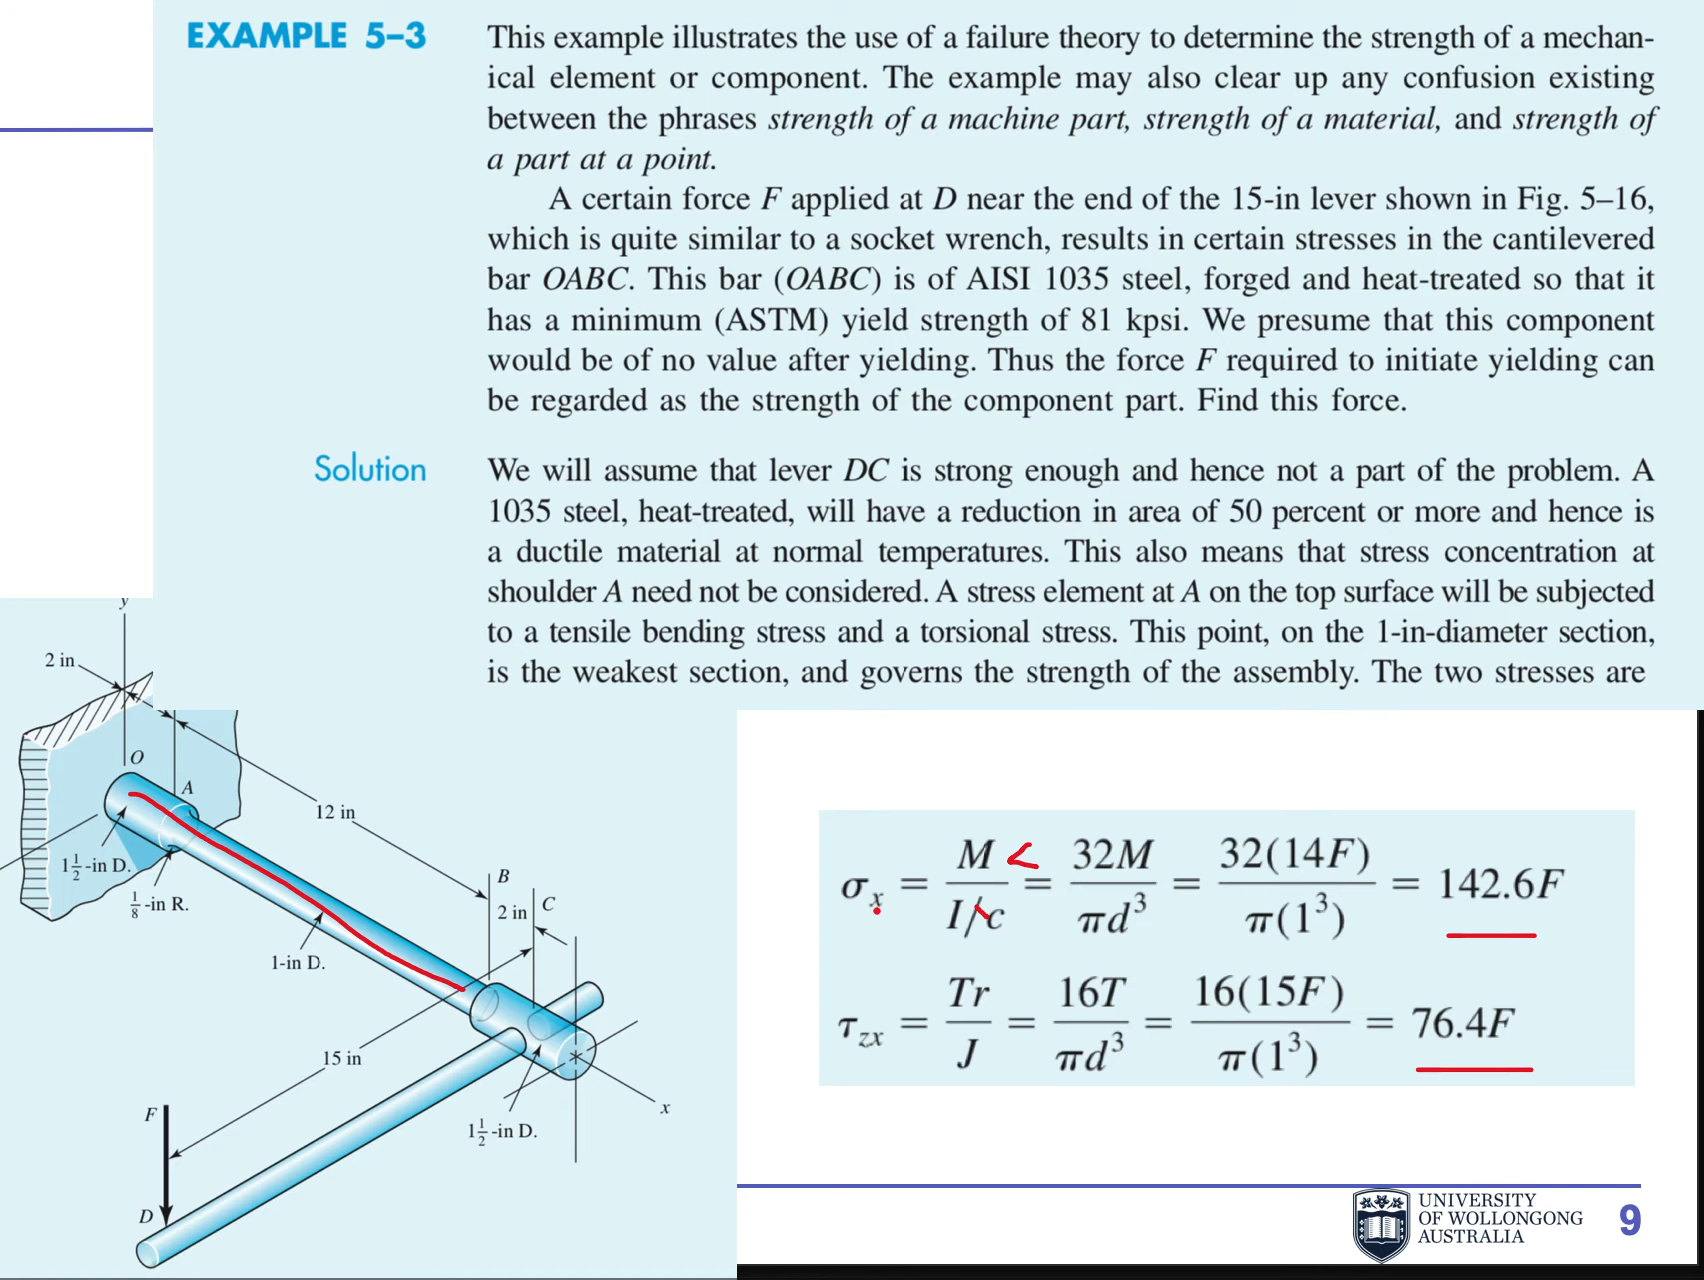 EXAMPLE 5–3
This example illustrates the use of a failure theory to determine the strength of a mechan-
ical element or component. The example may also clear up any confusion existing
between the phrases strength of a machine part, strength of a material, and strength of
a part at a point.
A certain force F applied at D near the end of the 15-in lever shown in Fig. 5–16,
which is quite similar to a socket wrench, results in certain stresses in the cantilevered
bar OABC. This bar (OABC) is of AISI 1035 steel, forged and heat-treated so that it
has a minimum (ASTM) yield strength of 81 kpsi. We presume that this component
would be of no value after yielding. Thus the force F required to initiate yielding can
be regarded as the strength of the component part. Find this force.
Solution
We will assume that lever DC is strong enough and hence not a part of the problem. A
1035 steel, heat-treated, will have a reduction in area of 50 percent or more and hence is
a ductile material at normal temperatures. This also means that stress concentration at
shoulder A need not be considered. A stress element at A on the top surface will be subjected
to a tensile bending stress and a torsional stress. This point, on the 1-in-diameter section,
is the weakest section, and governs the strength of the assembly. The two stresses are
y
2 in
O
A
12 in
1½-in D.
⅛-in R.
B
2 in
C
1-in D.
15 in
F
x
1½-in D.
D
σx = M / (I/c) = 32M / πd³ = 32(14F) / π(1³) = 142.6F
τzx = Tr / J = 16T / πd³ = 16(15F) / π(1³) = 76.4F
UNIVERSITY
OF WOLLONGONG
AUSTRALIA
9